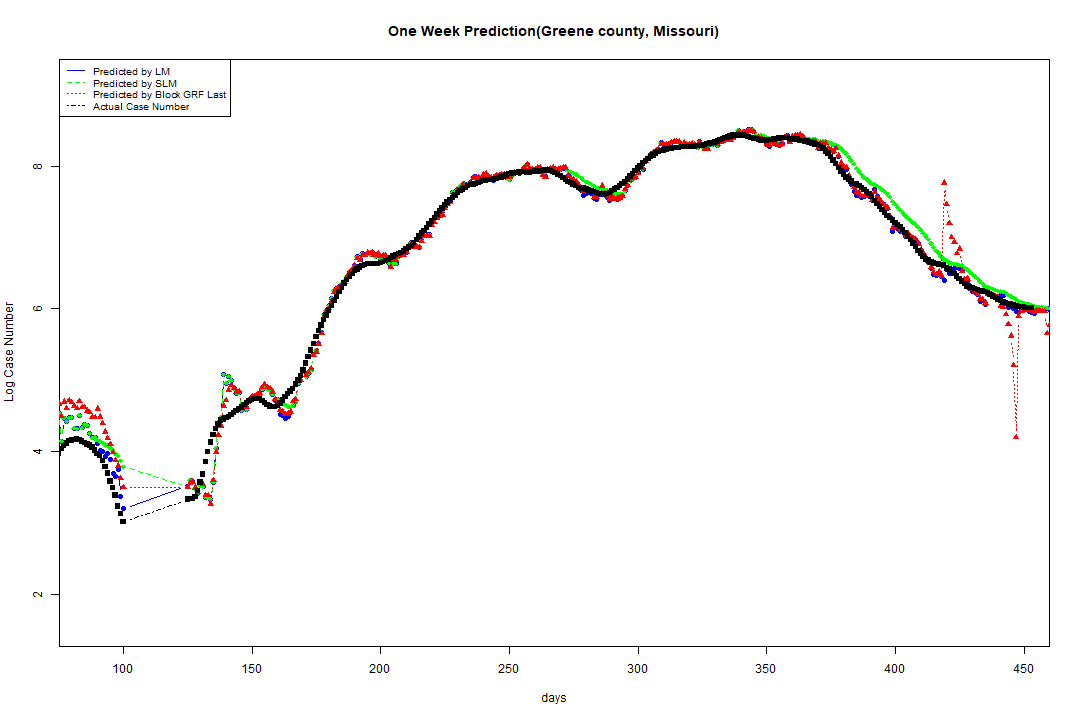 One Week Prediction(Greene county, Missouri)
Predicted by LM
Predicted by SLM
Predicted by Block GRF Last
Actual Case Number
8
6
4
2
Log Case Number
100 150 200 250 300 350 400 450
days